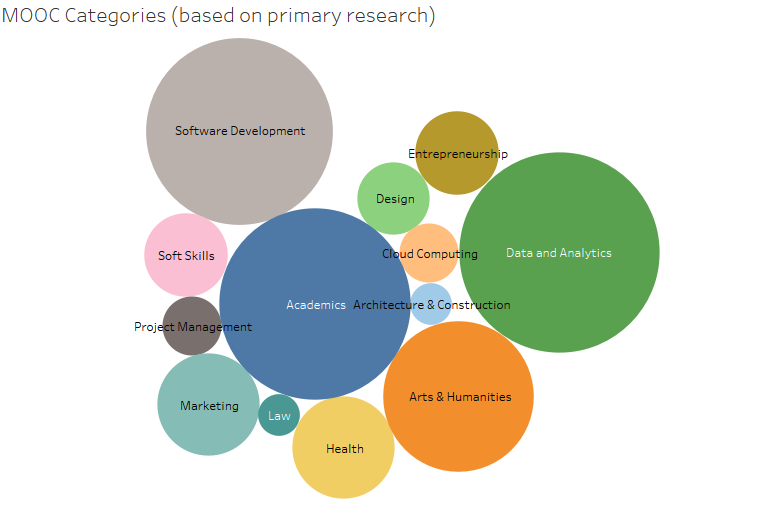 MOOC Categories (based on primary research)
Software Development
Entrepreneurship
Design
Soft Skills
Cloud Computing
Data and Analytics
Academics
Architecture & Construction
Project Management
Marketing
Arts & Humanities
Law
Health